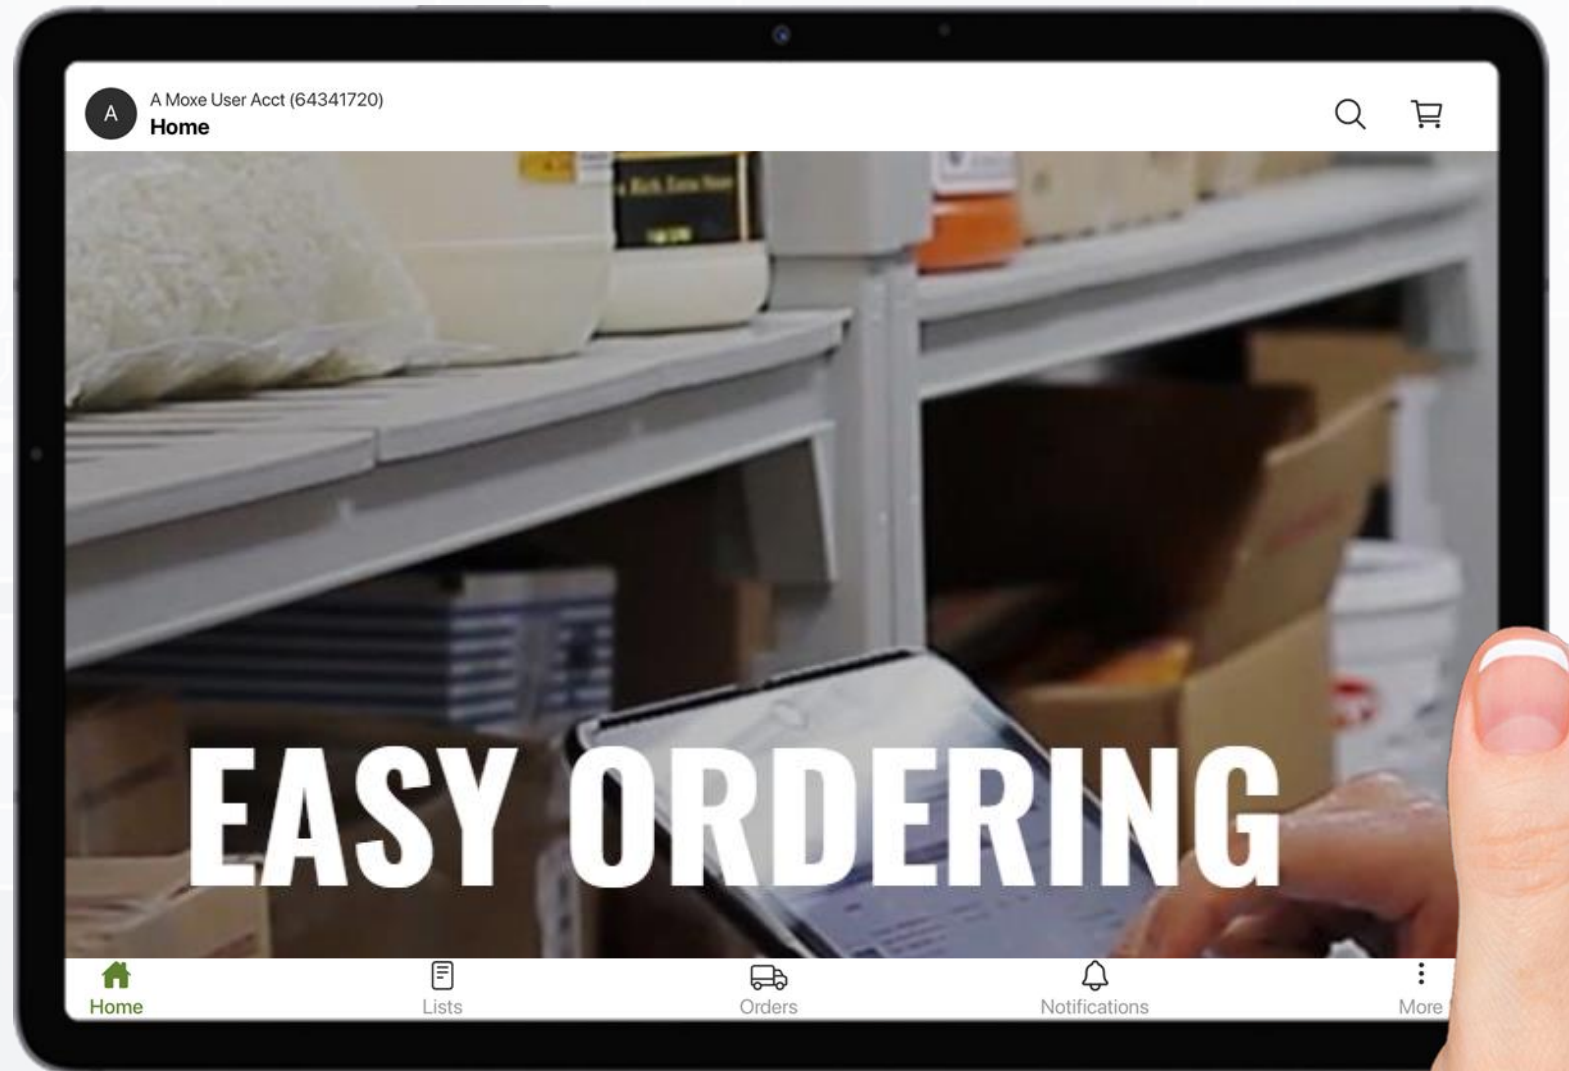 A
A Moxe User Acct (64341720)
Home
EASY ORDERING
Home
Lists
Orders
Notifications
More